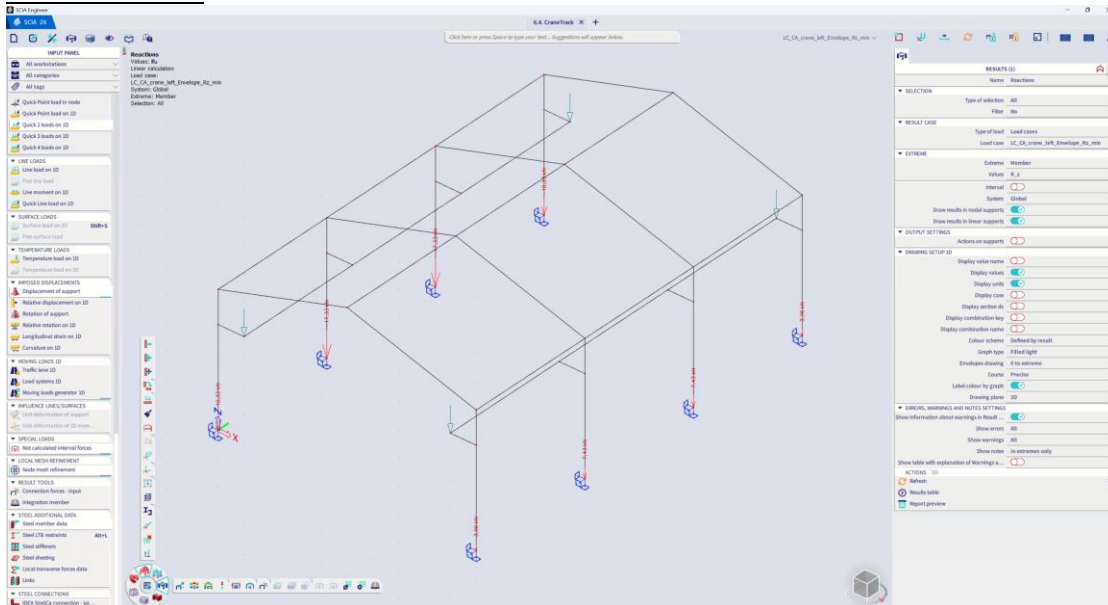 SCIA Engineer
SCIA 26
6.4. CraneTrack
Click here or press Space to type your text... Suggestions will appear below.
LC_CA_crane_left_Envelope_Rz_min
INPUT PANEL
All workstations
All categories
All tags
Quick Point load in node
Quick Point load on 1D
Quick 2 loads on 1D
Quick 3 loads on 1D
Quick 4 loads on 1D
LINE LOADS
Line load on 1D
Free line load
Line moment on 1D
Quick Line load on 1D
SURFACE LOADS
Surface load on 2D Shift+S
Free surface load
TEMPERATURE LOADS
Temperature load on 1D
Temperature load on 2D
IMPOSED DISPLACEMENTS
Displacement of support
Relative displacement on 1D
Rotation of support
Relative rotation on 1D
Longitudinal strain on 1D
Curvature on 1D
MOVING LOADS 1D
Traffic lane 1D
Load systems 1D
Moving loads generator 1D
INFLUENCE LINES/SURFACES
Unit deformation of support
Unit deformation of 1D mem...
SPECIAL LOADS
Not calculated internal forces
LOCAL MESH REFINEMENT
Node mesh refinement
RESULT TOOLS
Connection forces - input
Integration member
STEEL ADDITIONAL DATA
Steel member data
Steel LTB restraints Alt+L
Steel stiffeners
Steel sheeting
Local transverse forces data
Links
STEEL CONNECTIONS
IDEA StatiCa connection - joi...
Reactions
Values: Rz
Linear calculation
Load case:
LC_CA_crane_left_Envelope_Rz_min
System: Global
Extreme: Member
Selection: All
7.43 kN
7.43 kN
Z
X
RESULTS (1)
Name Reactions
SELECTION
Type of selection All
Filter No
RESULT CASE
Type of load Load cases
Load case LC_CA_crane_left_Envelope_Rz_min
EXTREME
Extreme Member
Values R_z
Interval
System Global
Draw results in nodal supports
Draw results in linear supports
OUTPUT SETTINGS
Actions on supports
DRAWING SETUP 1D
Display value name
Display values
Display units
Display case
Display section dx
Display combination key
Display combination name
Colour scheme Defined by result
Graph type Filled light
Envelopes drawing 0 to extreme
Course Precise
Label colour by graph
Drawing plane 3D
ERRORS, WARNINGS AND NOTES SETTINGS
Show information about warnings in Result ...
Show errors All
Show warnings All
Show notes In extremes only
Show table with explanation of Warnings a...
ACTIONS
Refresh
Results table
Report preview